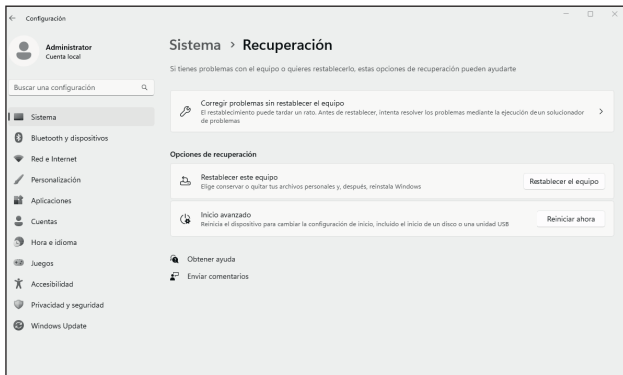 Configuración
Administrator
Cuenta local
Buscar una configuración
Sistema
Bluetooth y dispositivos
Red e Internet
Personalización
Aplicaciones
Cuentas
Hora e idioma
Juegos
Accesibilidad
Privacidad y seguridad
Windows Update
Sistema > Recuperación
Si tienes problemas con el equipo o quieres restablecerlo, estas opciones de recuperación pueden ayudarte
Corregir problemas sin restablecer el equipo
El restablecimiento puede tardar un rato. Antes de restablecer, intenta resolver los problemas mediante la ejecución de un solucionador
de problemas
Opciones de recuperación
Restablecer este equipo
Elige conservar o quitar tus archivos personales y, después, reinstala Windows
Restablecer el equipo
Inicio avanzado
Reinicia el dispositivo para cambiar la configuración de inicio, incluido el inicio de un disco o una unidad USB
Reiniciar ahora
Obtener ayuda
Enviar comentarios